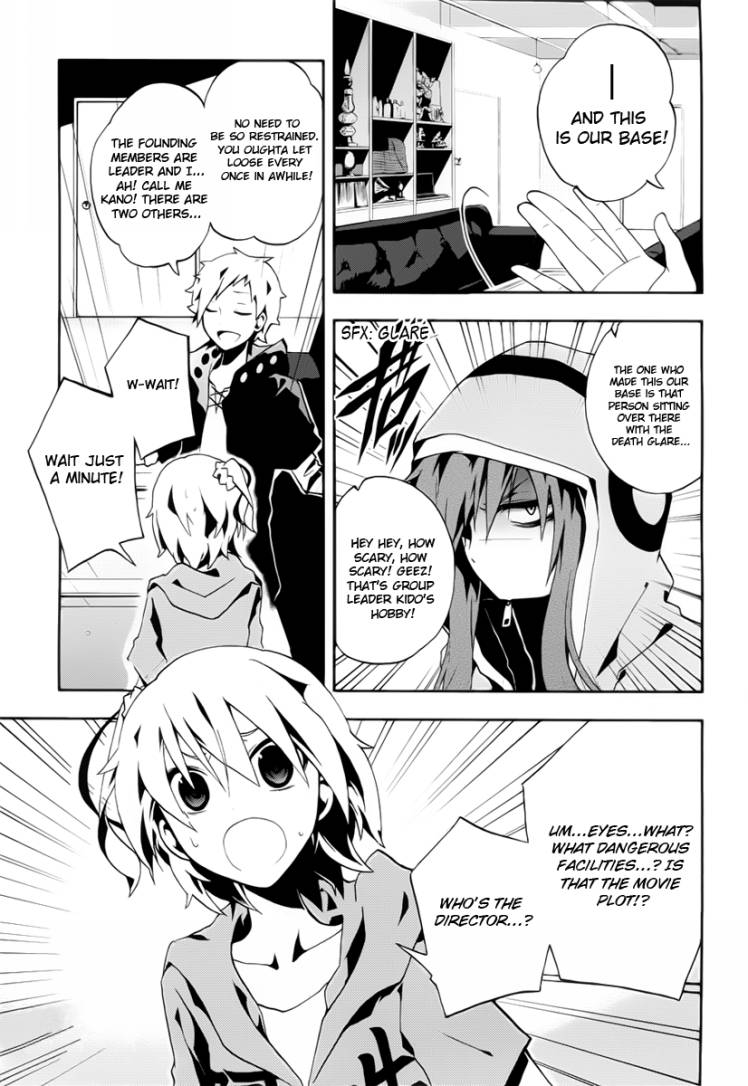 AND THIS
IS OUR BASE!
SFX: GLARE
ギロ
THE ONE WHO
MADE THIS OUR
BASE IS THAT
PERSON SITTING
OVER THERE
WITH THE
DEATH GLARE...
HEY HEY, HOW
SCARY, HOW
SCARY! GEEZ!
THAT'S GROUP
LEADER KIDO'S
HOBBY!
NO NEED TO
BE SO RESTRAINED.
YOU OUGHTA LET
LOOSE EVERY
ONCE IN AWHILE!
THE FOUNDING
MEMBERS ARE
LEADER AND I...
AH! CALL ME
KANO! THERE ARE
TWO OTHERS...
W-WAIT!
WAIT JUST
A MINUTE!
UM...EYES...WHAT?
WHAT DANGEROUS
FACILITIES...? IS
THAT THE MOVIE
PLOT!?
WHO'S THE
DIRECTOR...?